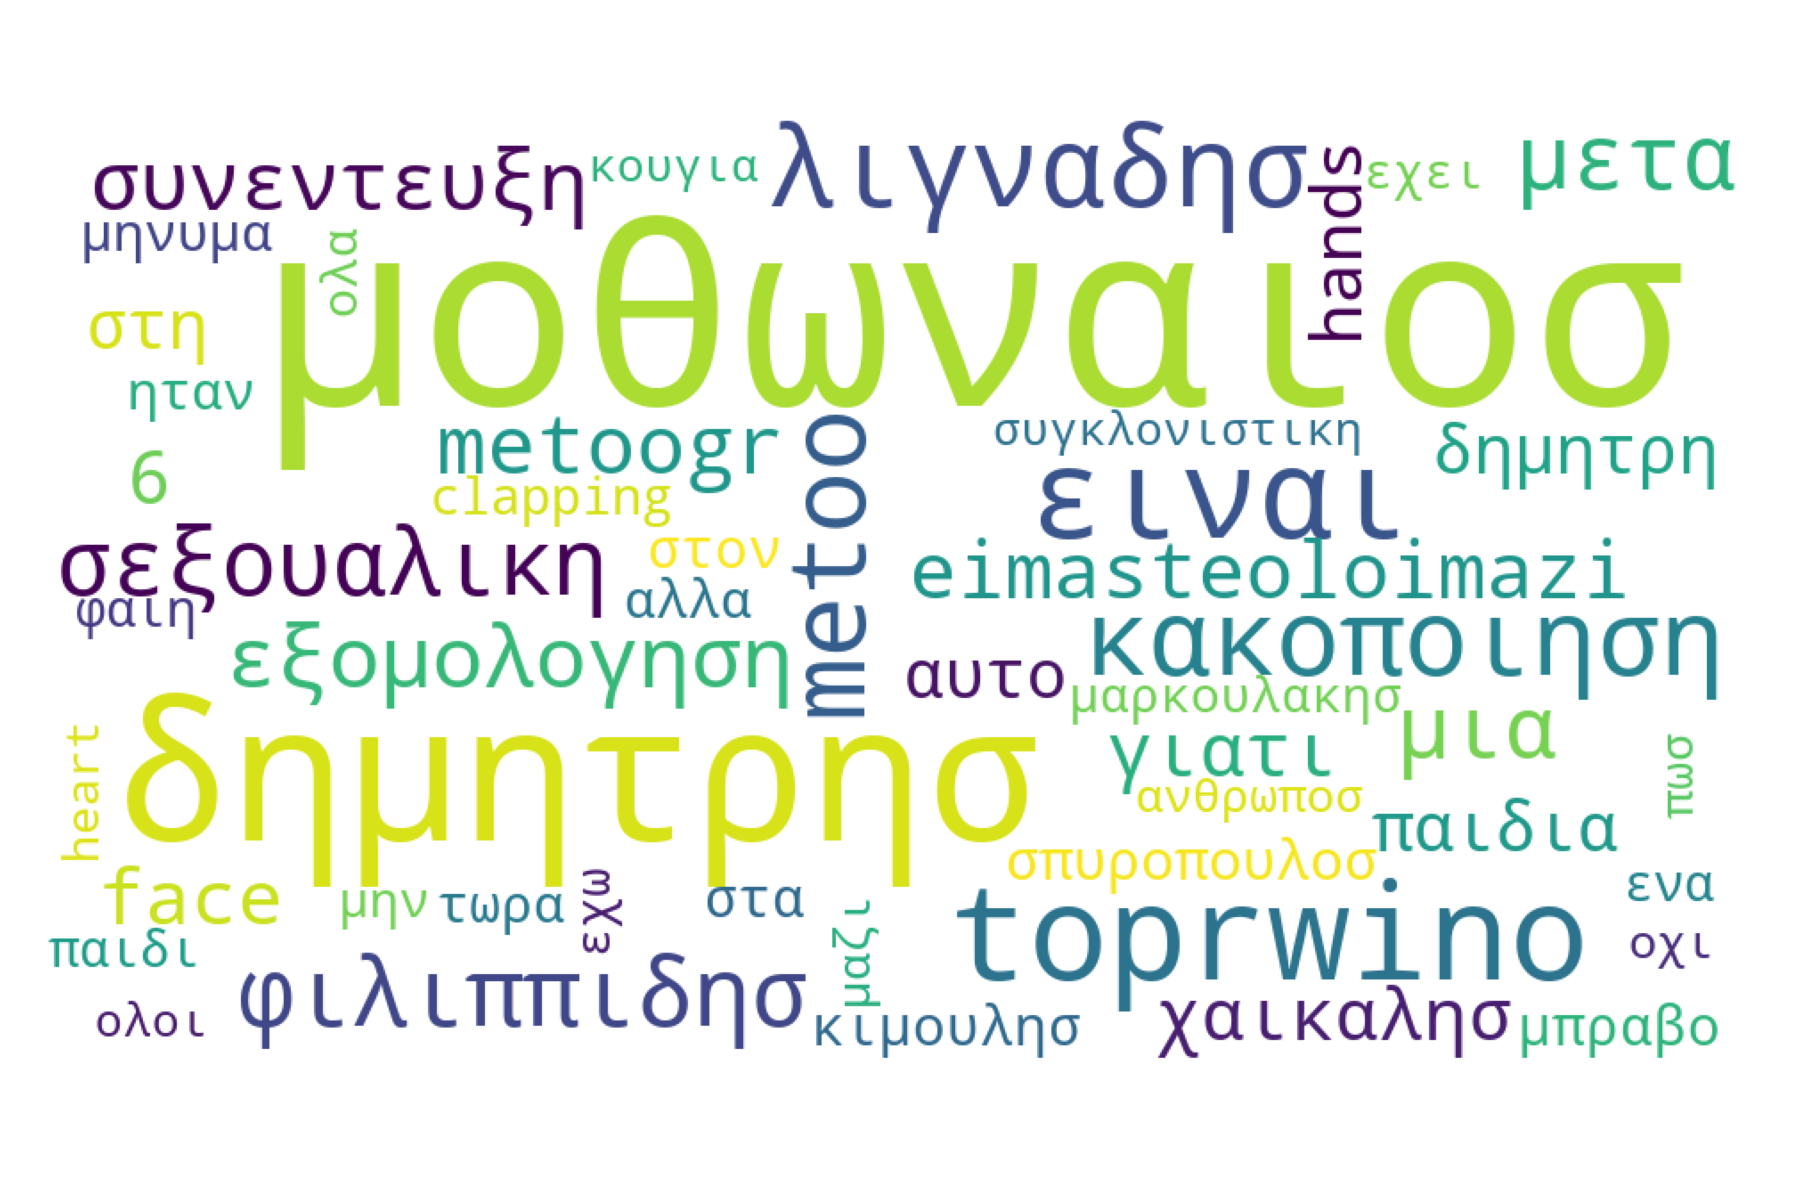 συνεντευξη
κουγια
λιγναδησ
hands
εχει
μετα
μηνυμα
ολα
μοθωναιοσ
στη
ηταν
metoogr
metoo
συγκλονιστικη
δημητρη
6
clapping
ειναι
σεξουαλικη
στον
eimasteoloimazi
φαιη
αλλα
εξομολογηση
αυτο
κακοποιηση
μαρκουλακησ
μια
heart
δημητρησ
γιατι
πωσ
ανθρωποσ
παιδια
σπυροπουλοσ
face
μην
τωρα
εχω
στα
toprwino
ενα
παιδι
μαζι
οχι
ολοι
φιλιππιδησ
κιμουλησ
χαικαλησ
μπραβο